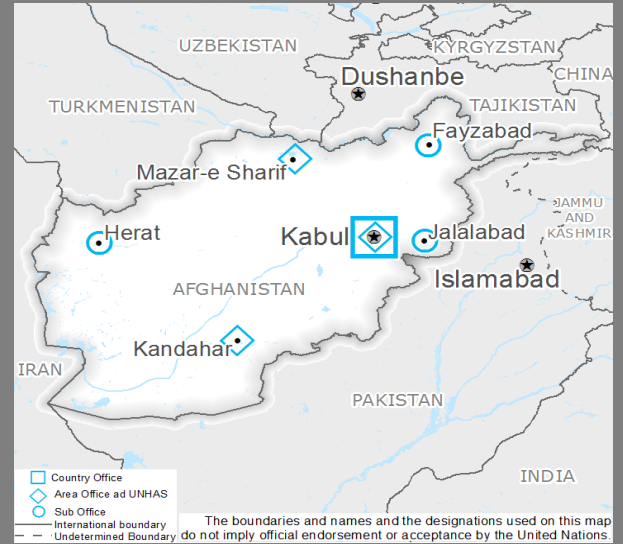 UZBEKISTAN
KYRGYZSTAN
Dushanbe
CHINA
TURKMENISTAN
TAJIKISTAN
Fayzabad
Mazar-e Sharif
JAMMU
AND
KASHMIR
Herat
Kabul
Jalalabad
Islamabad
AFGHANISTAN
Kandahar
IRAN
PAKISTAN
INDIA
Country Office
Area Office ad UNHAS
Sub Office
International boundary
Undetermined Boundary
The boundaries and names and the designations used on this map
do not imply official endorsement or acceptance by the United Nations.